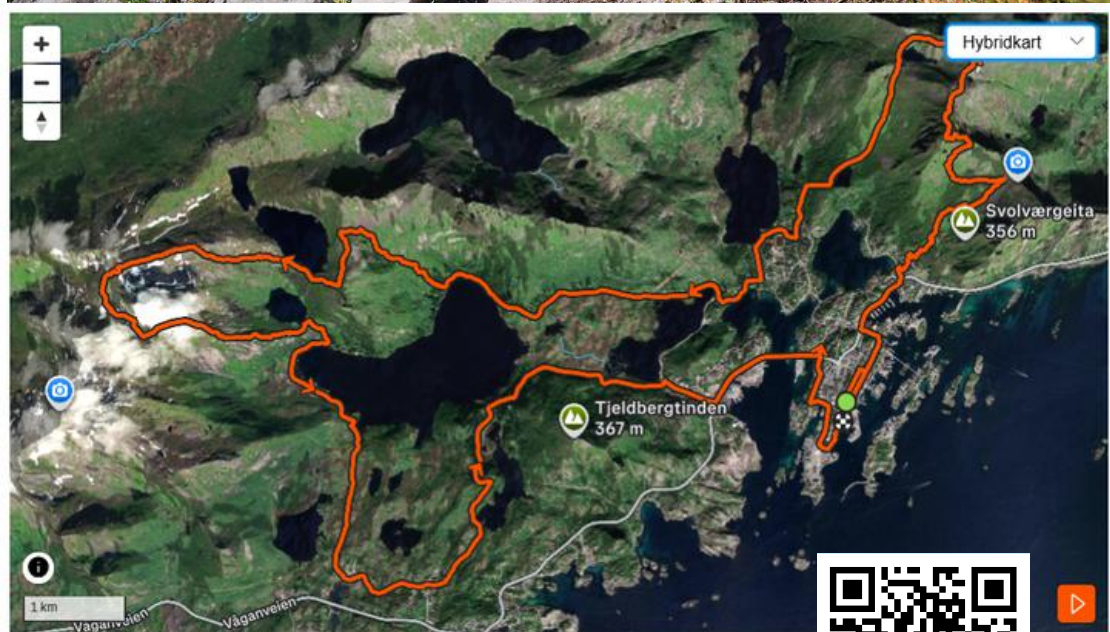 +
Hybridkart
−
Svolværgeita
356 m
Tjeldbergtinden
367 m
i
1 km
Våganveien
Våganveien